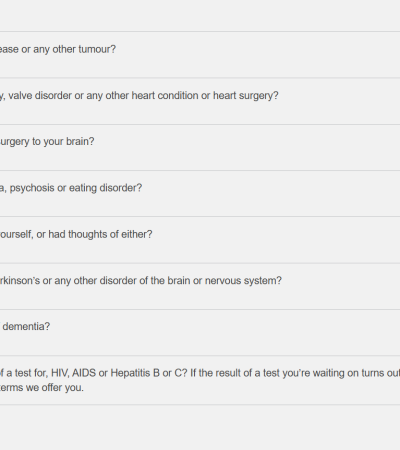 ease or any other tumour?
y, valve disorder or any other heart condition or heart surgery?
surgery to your brain?
a, psychosis or eating disorder?
ourself, or had thoughts of either?
rkinson's or any other disorder of the brain or nervous system?
dementia?
of a test for, HIV, AIDS or Hepatitis B or C? If the result of a test you're waiting on turns out
terms we offer you.